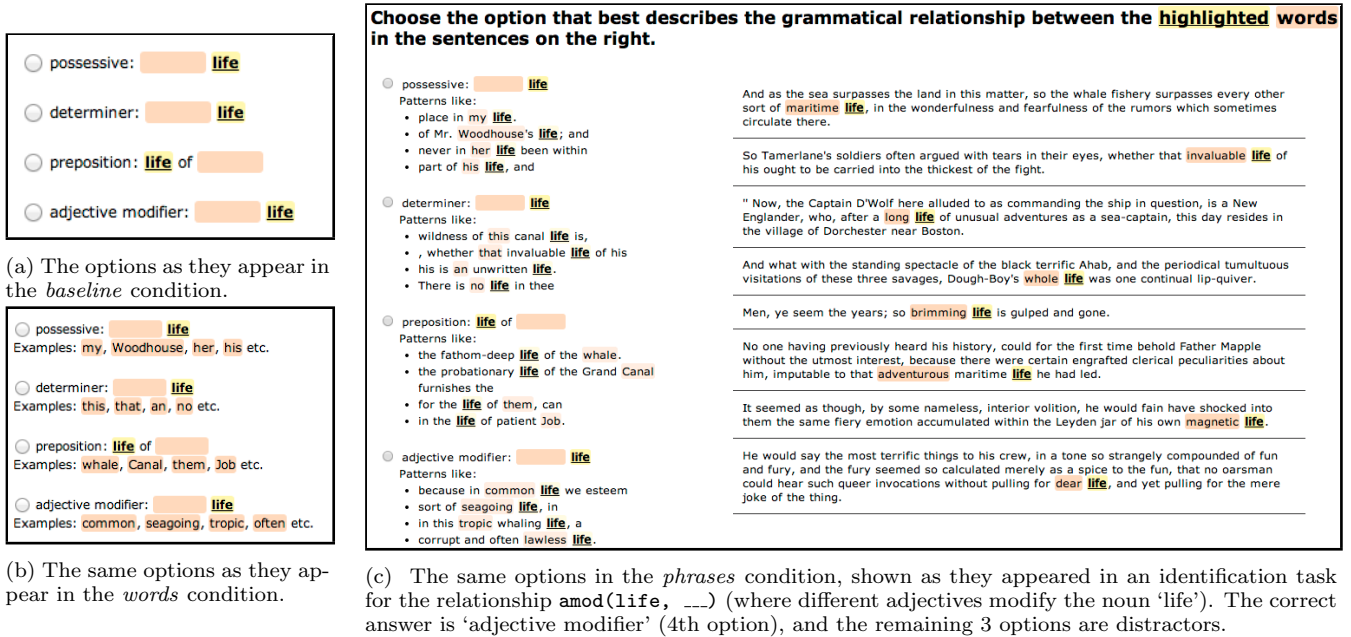 possessive: life
determiner: life
preposition: life of
adjective modifier: life
(a) The options as they appear in
the baseline condition.
possessive: life
Examples: my, Woodhouse, her, his etc.
determiner: life
Examples: this, that, an, no etc.
preposition: life of
Examples: whale, Canal, them, Job etc.
adjective modifier: life
Examples: common, seagoing, tropic, often etc.
(b) The same options as they ap-
pear in the words condition.
Choose the option that best describes the grammatical relationship between the highlighted words
in the sentences on the right.
possessive: life
Patterns like:
• place in my life.
• of Mr. Woodhouse's life; and
• never in her life been within
• part of his life, and
determiner: life
Patterns like:
• wildness of this canal life is,
• , whether that invaluable life of his
• his is an unwritten life.
• There is no life in thee
preposition: life of
Patterns like:
• the fathom-deep life of the whale.
• the probationary life of the Grand Canal
furnishes the
• for the life of them, can
• in the life of patient Job.
adjective modifier: life
Patterns like:
• because in common life we esteem
• sort of seagoing life, in
• in this tropic whaling life, a
• corrupt and often lawless life.
And as the sea surpasses the land in this matter, so the whale fishery surpasses every other
sort of maritime life, in the wonderfulness and fearfulness of the rumors which sometimes
circulate there.
So Tamerlane's soldiers often argued with tears in their eyes, whether that invaluable life of
his ought to be carried into the thickest of the fight.
" Now, the Captain D'Wolf here alluded to as commanding the ship in question, is a New
Englander, who, after a long life of unusual adventures as a sea-captain, this day resides in
the village of Dorchester near Boston.
And what with the standing spectacle of the black terrific Ahab, and the periodical tumultuous
visitations of these three savages, Dough-Boy's whole life was one continual lip-quiver.
Men, ye seem the years; so brimming life is gulped and gone.
No one having previously heard his history, could for the first time behold Father Mapple
without the utmost interest, because there were certain engrafted clerical peculiarities about
him, imputable to that adventurous maritime life he had led.
It seemed as though, by some nameless, interior volition, he would fain have shocked into
them the same fiery emotion accumulated within the Leyden jar of his own magnetic life.
He would say the most terrific things to his crew, in a tone so strangely compounded of fun
and fury, and the fury seemed so calculated merely as a spice to the fun, that no oarsman
could hear such queer invocations without pulling for dear life, and yet pulling for the mere
joke of the thing.
(c) The same options in the phrases condition, shown as they appeared in an identification task
for the relationship amod(life, ___) (where different adjectives modify the noun ‘life’). The correct
answer is ‘adjective modifier’ (4th option), and the remaining 3 options are distractors.